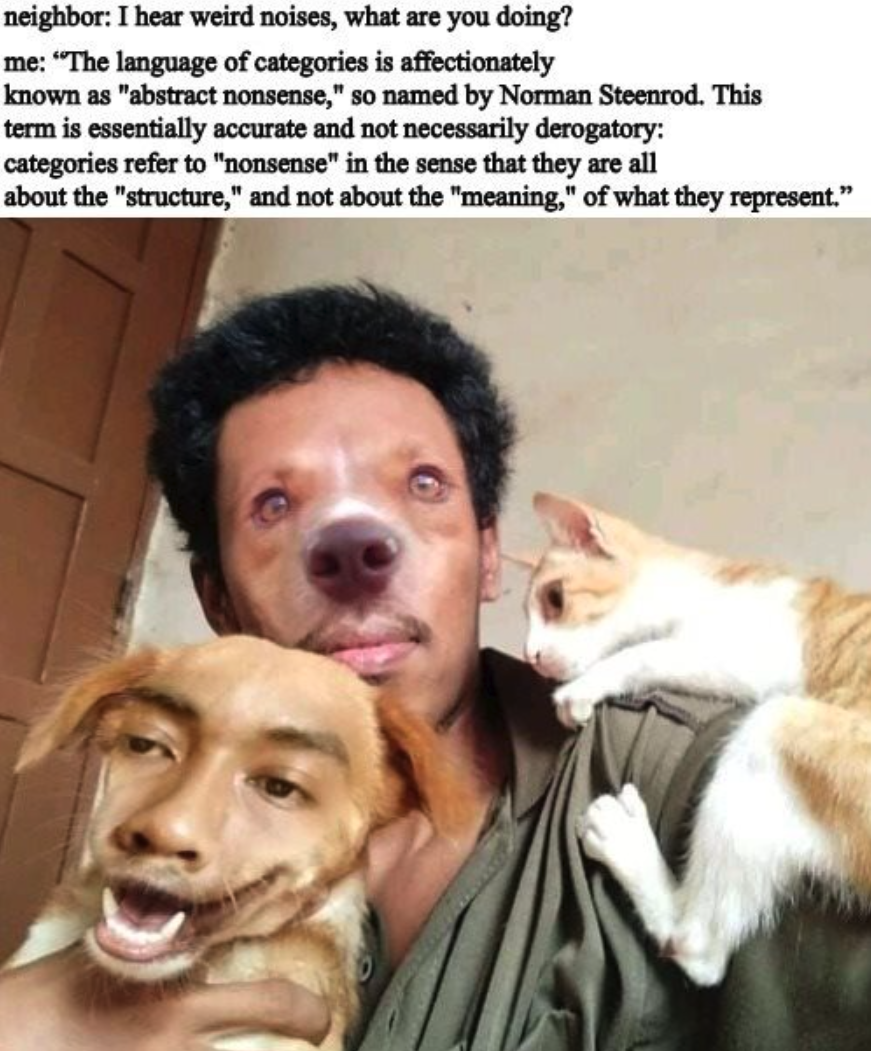 neighbor: I hear weird noises, what are you doing?
me: “The language of categories is affectionately
known as "abstract nonsense," so named by Norman Steenrod. This
term is essentially accurate and not necessarily derogatory:
categories refer to "nonsense" in the sense that they are all
about the "structure," and not about the "meaning," of what they represent.”